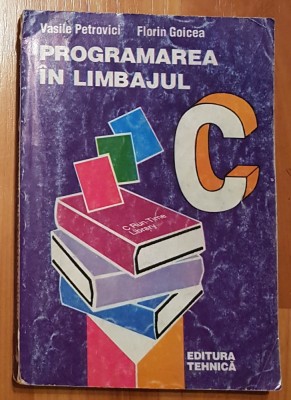 Vasile Petrovici Florin Goicea
PROGRAMAREA
ÎN LIMBAJUL
C
C Run-Time
Library
EDITURA
TEHNICĂ